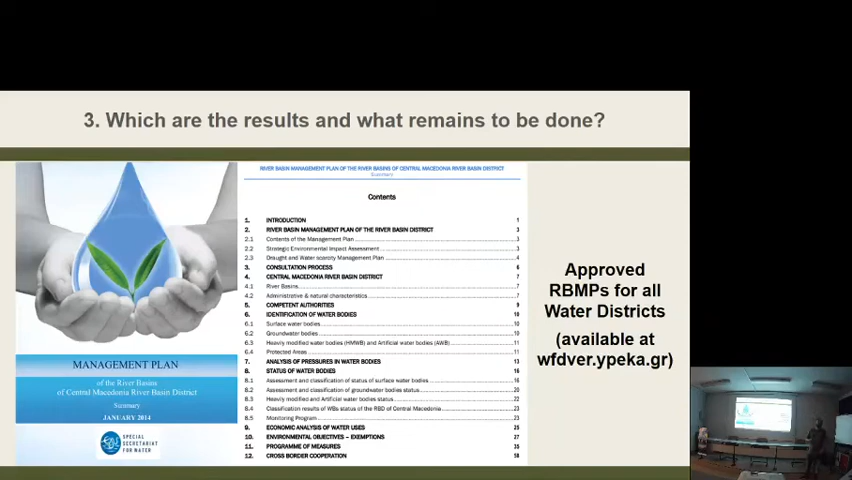 3. Which are the results and what remains to be done?
MANAGEMENT PLAN
of the River Basins
of Central Macedonia River Basin District
Summary
JANUARY 2014
SPECIAL
SECRETARIAT
FOR WATER
RIVER BASIN MANAGEMENT PLAN OF THE RIVER BASINS OF CENTRAL MACEDONIA RIVER BASIN DISTRICT
Summary
Contents
1. INTRODUCTION 1
2. RIVER BASIN MANAGEMENT PLAN OF THE RIVER BASIN DISTRICT 3
2.1 Contents of the Management Plan 3
2.2 Strategic Environmental Impact Assessment 3
2.3 Draught and Water scarcity Management Plan 4
3. CONSULTATION PROCESS 6
4. CENTRAL MACEDONIA RIVER BASIN DISTRICT 7
4.1 River Basins 7
4.2 Administrative & natural characteristics 7
5. COMPETENT AUTHORITIES 9
6. IDENTIFICATION OF WATER BODIES 10
6.1 Surface water bodies 10
6.2 Groundwater bodies 10
6.3 Heavily modified water bodies (HMWB) and Artificial water bodies (AWB) 11
6.4 Protected Areas 11
7. ANALYSIS OF PRESSURES IN WATER BODIES 13
8. STATUS OF WATER BODIES 16
8.1 Assessment and classification of status of surface water bodies 16
8.2 Assessment and classification of groundwater bodies status 20
8.3 Heavily modified and Artificial water bodies status 22
8.4 Classification results of WBs status of the RBD of Central Macedonia 23
8.5 Monitoring Program 23
9. ECONOMIC ANALYSIS OF WATER USES 25
10. ENVIRONMENTAL OBJECTIVES – EXEMPTIONS 27
11. PROGRAMME OF MEASURES
12. CROSS BORDER COOPERATION
Approved
RBMPs for all
Water Districts
(available at
wfdver.ypeka.gr)